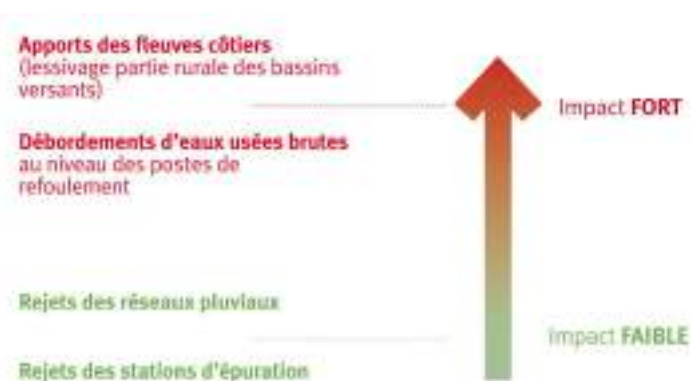 Apports des fleuves côtiers
(lessivage partie rurale des bassins
versants)
Impact FORT
Débordements d'eaux usées brutes
au niveau des postes de
refoulement
Rejets des réseaux pluviaux
Impact FAIBLE
Rejets des stations d'épuration